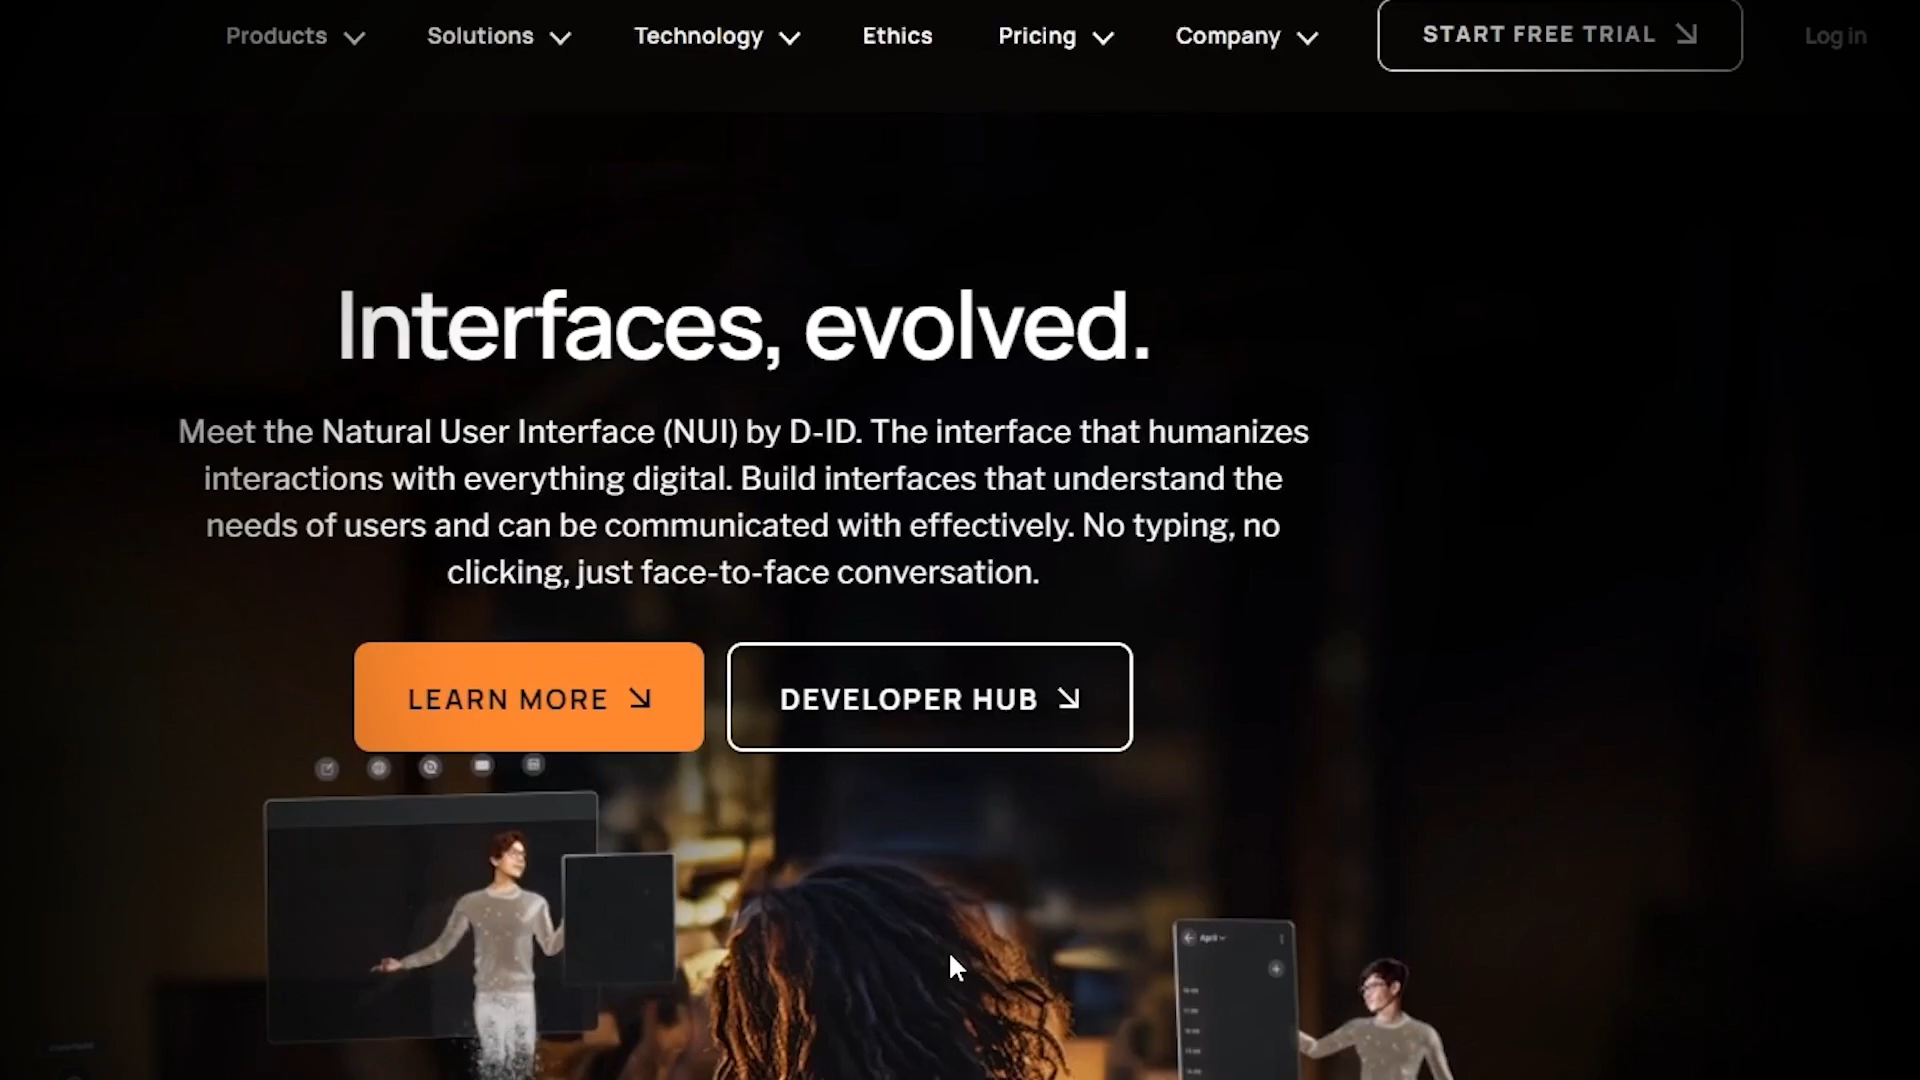 Products
Solutions
Technology
Ethics
Pricing
Company
START FREE TRIAL
Log in
Interfaces, evolved.
Meet the Natural User Interface (NUI) by D-ID. The interface that humanizes
interactions with everything digital. Build interfaces that understand the
needs of users and can be communicated with effectively. No typing, no
clicking, just face-to-face conversation.
LEARN MORE
DEVELOPER HUB
April